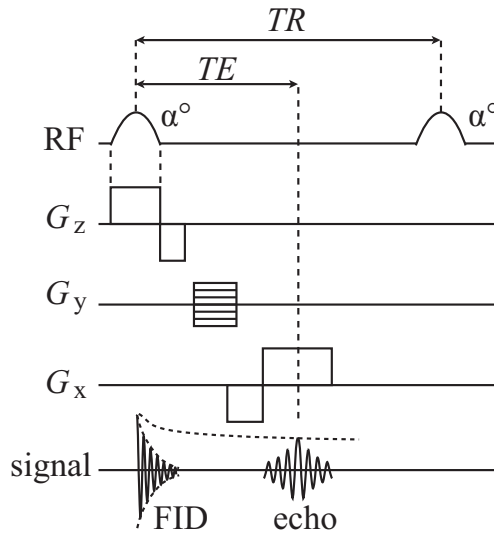 TR
TE
RF α° α°
Gz
Gy
Gx
signal
FID echo